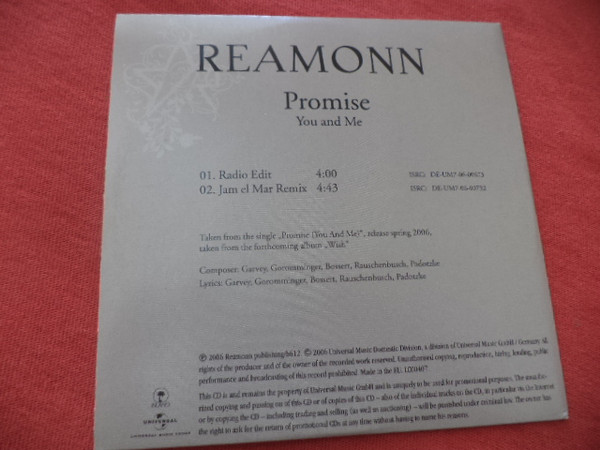 REAMONN
Promise
You and Me
01. Radio Edit 4:00 ISRC: DE-UM7-06-00573
02. Jam el Mar Remix 4:43 ISRC: DE-UM7-06-
Taken from the single „Promise (You And Me)“, release spring 2006,
taken from the forthcoming album „Wish“
Composer: Garvey, Gommeringer, Bossert, Rauschenbusch, Padotzke
Lyrics: Garvey, Gommeringer, Bossert, Rauschenbusch, Padotzke
℗ 2006 Reamonn publishing/b612 © 2006 Universal Music Domestic Division, a division of Universal Music GmbH / Germany. All
rights of the producer and of the owner of the recorded work reserved. Unauthorized copying, reproduction, hiring, lending, public
performance and broadcasting of this record prohibited. Made in the EU. LC00407
This CD is and remains the property of Universal Music GmbH and is uniquely to be used for promotional purposes. The unautho-
rized copying and passing on of this CD or of copies of this CD – also of the individual tracks on the CD, in particular via the Internet
or by copying the CD – including trading and selling (as well as auctioning) – will be punished under criminal law. The owner has
the right to ask for the return of promotional CDs at any time without having to name his reasons.
ISLAND
UNIVERSAL
UNIVERSAL MUSIC